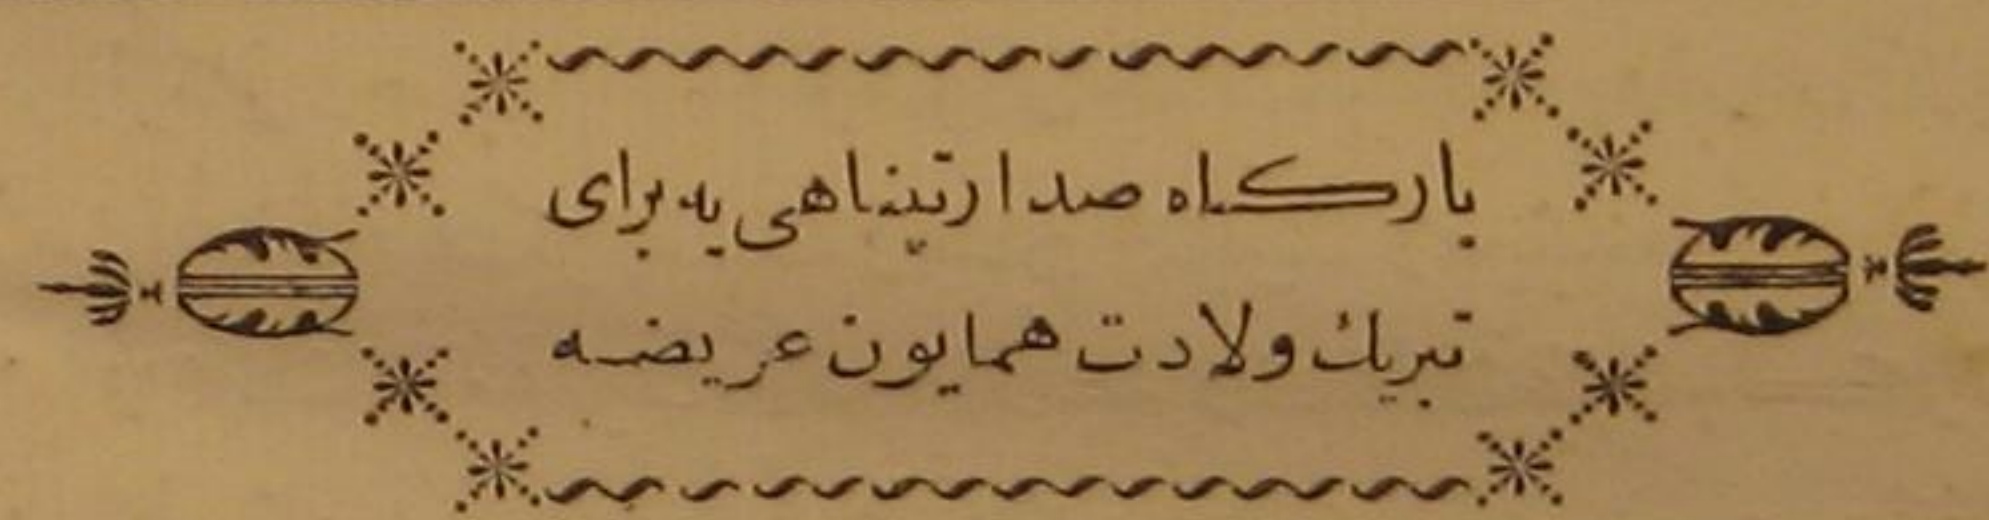 بارگاه صدارتپناهی یه برای
تبریك ولادت همایون عریضه